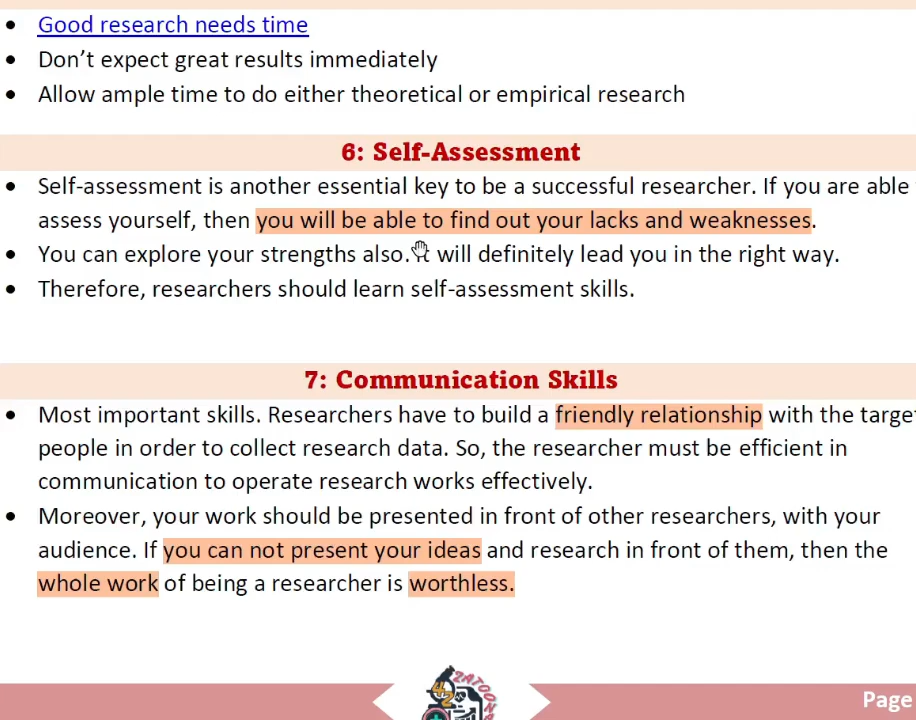 Good research needs time
Don't expect great results immediately
Allow ample time to do either theoretical or empirical research
6: Self-Assessment
Self-assessment is another essential key to be a successful researcher. If you are able
assess yourself, then you will be able to find out your lacks and weaknesses.
You can explore your strengths also. will definitely lead you in the right way.
Therefore, researchers should learn self-assessment skills.
7: Communication Skills
Most important skills. Researchers have to build a friendly relationship with the target
people in order to collect research data. So, the researcher must be efficient in
communication to operate research works effectively.
Moreover, your work should be presented in front of other researchers, with your
audience. If you can not present your ideas and research in front of them, then the
whole work of being a researcher is worthless.
Page